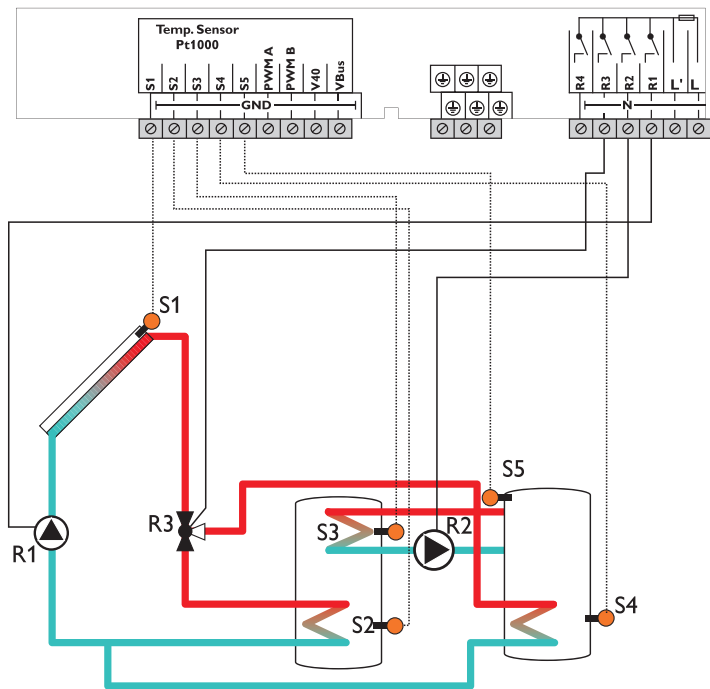 Temp. Sensor
Pt1000
S1
S2
S3
S4
S5
PWM A
PWM B
V40
VBus
GND
R4
R3
R2
R1
L'
L
N
S1
S5
R3
S3
R2
R1
S2
S4